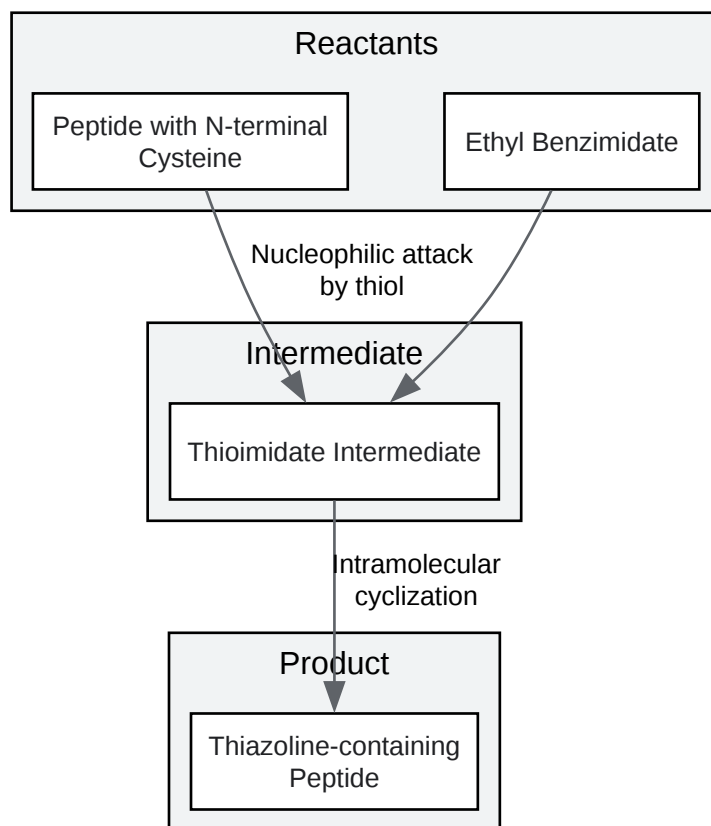 Reactants
Peptide with N-terminal
Cysteine
Ethyl Benzimidate
Nucleophilic attack
by thiol
Intermediate
Thioimidate Intermediate
Intramolecular
cyclization
Product
Thiazoline-containing
Peptide